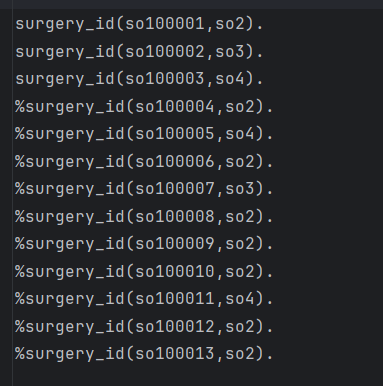 surgery_id(so100001,so2).
surgery_id(so100002,so3).
surgery_id(so100003,so4).
%surgery_id(so100004,so2).
%surgery_id(so100005,so4).
%surgery_id(so100006,so2).
%surgery_id(so100007,so3).
%surgery_id(so100008,so2).
%surgery_id(so100009,so2).
%surgery_id(so100010,so2).
%surgery_id(so100011,so4).
%surgery_id(so100012,so2).
%surgery_id(so100013,so2).